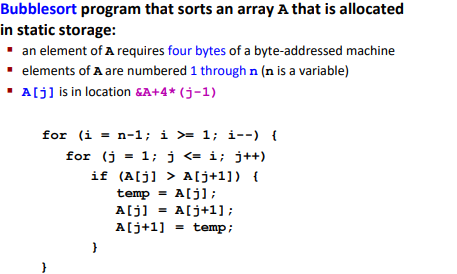 Bubblesort program that sorts an array A that is allocated
in static storage:
▪ an element of A requires four bytes of a byte-addressed machine
▪ elements of A are numbered 1 through n (n is a variable)
▪ A[j] is in location &A+4*(j-1)
for (i = n-1; i >= 1; i--) {
for (j = 1; j <= i; j++)
if (A[j] > A[j+1]) {
temp = A[j];
A[j] = A[j+1];
A[j+1] = temp;
}
}